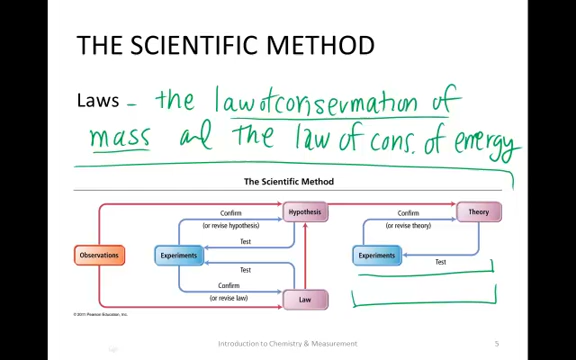 THE SCIENTIFIC METHOD
Laws - the law of conservation of
mass and the law of cons. of energy
The Scientific Method
Confirm
(or revise hypothesis)
Hypothesis
Confirm
(or revise theory)
Theory
Test
Observations
Experiments
Experiments
Test
Test
Confirm
(or revise law)
Law
© 2011 Pearson Education, Inc.
Introduction to Chemistry & Measurement
5